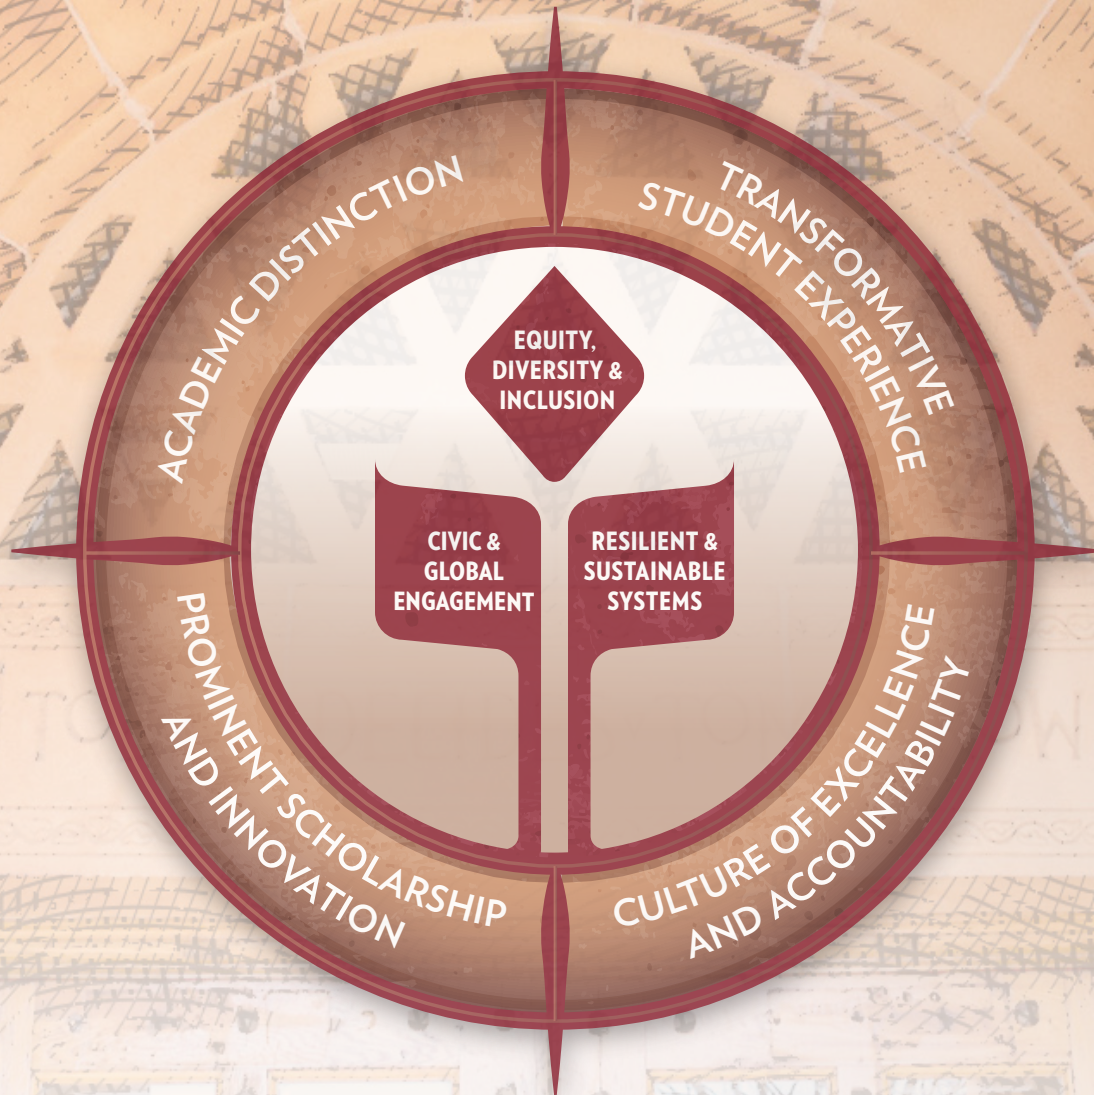 ACADEMIC DISTINCTION
TRANSFORMATIVE
STUDENT EXPERIENCE
EQUITY,
DIVERSITY &
INCLUSION
CIVIC &
GLOBAL
ENGAGEMENT
RESILIENT &
SUSTAINABLE
SYSTEMS
PROMINENT SCHOLARSHIP
AND INNOVATION
CULTURE OF EXCELLENCE
AND ACCOUNTABILITY